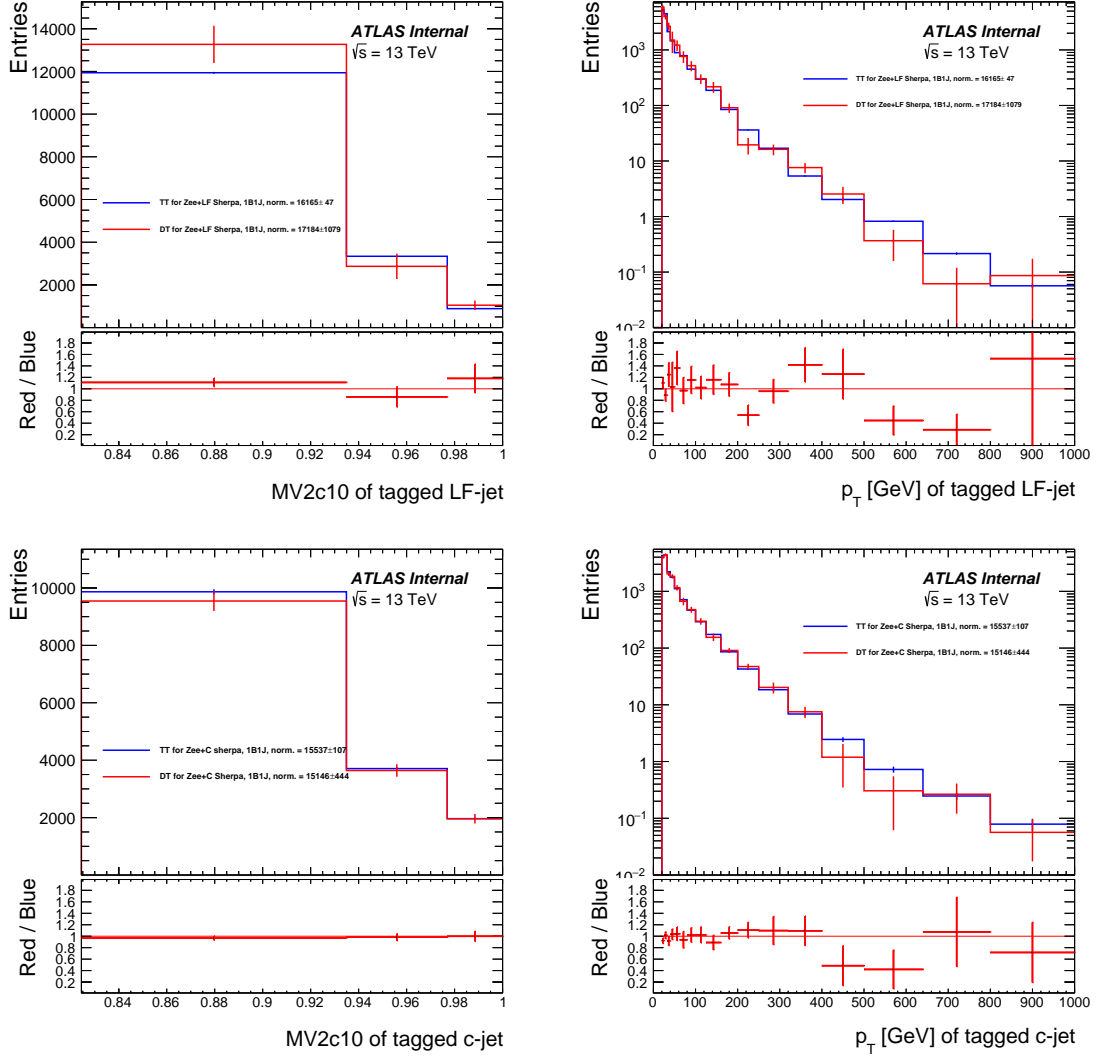 Entries
14000
12000
10000
8000
6000
4000
2000
ATLAS Internal
√s = 13 TeV
TT for Zee+LF Sherpa, 1B1J, norm. = 16165± 47
DT for Zee+LF Sherpa, 1B1J, norm. = 17184±1079
Red / Blue
1.8
1.6
1.4
1.2
1
0.8
0.6
0.4
0.2
0.84 0.86 0.88 0.9 0.92 0.94 0.96 0.98 1
MV2c10 of tagged LF-jet
Entries
10³
10²
10
1
10⁻¹
10⁻²
ATLAS Internal
√s = 13 TeV
TT for Zee+LF Sherpa, 1B1J, norm. = 16165± 47
DT for Zee+LF Sherpa, 1B1J, norm. = 17184±1079
Red / Blue
1.8
1.6
1.4
1.2
1
0.8
0.6
0.4
0.2
0 100 200 300 400 500 600 700 800 900 1000
p_T [GeV] of tagged LF-jet
Entries
10000
8000
6000
4000
2000
ATLAS Internal
√s = 13 TeV
TT for Zee+C sherpa, 1B1J, norm. = 15537±107
DT for Zee+C Sherpa, 1B1J, norm. = 15146±444
Red / Blue
1.8
1.6
1.4
1.2
1
0.8
0.6
0.4
0.2
0.84 0.86 0.88 0.9 0.92 0.94 0.96 0.98 1
MV2c10 of tagged c-jet
Entries
10³
10²
10
1
10⁻¹
10⁻²
ATLAS Internal
√s = 13 TeV
TT for Zee+C Sherpa, 1B1J, norm. = 15537±107
DT for Zee+C Sherpa, 1B1J, norm. = 15146±444
Red / Blue
1.8
1.6
1.4
1.2
1
0.8
0.6
0.4
0.2
0 100 200 300 400 500 600 700 800 900 1000
p_T [GeV] of tagged c-jet